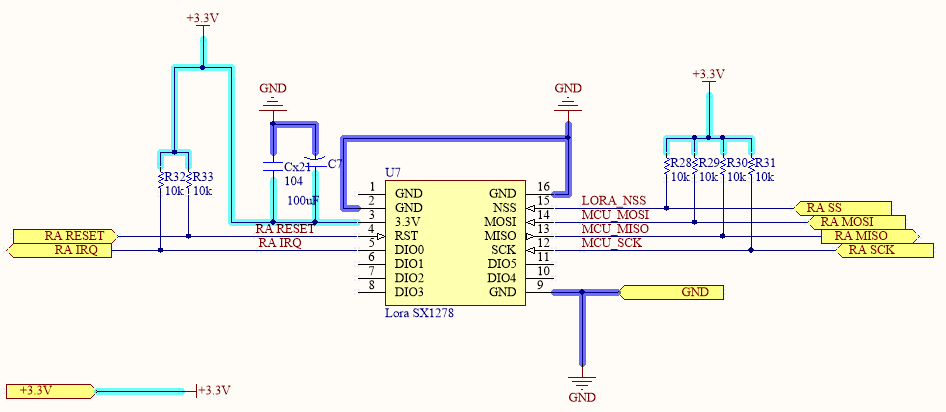 +3.3V
+3.3V
GND
GND
R32
10k
R33
10k
Cx21
104
C7
100uF
R28
10k
R29
10k
R30
10k
R31
10k
U7
1 GND GND 16
2 GND NSS 15 LORA_NSS RA SS
3 3.3V MOSI 14 MCU_MOSI RA MOSI
RA RESET RA RESET 4 RST MISO 13 MCU_MISO RA MISO
RA IRQ RA IRQ 5 DIO0 SCK 12 MCU_SCK RA SCK
6 DIO1 DIO5 11
7 DIO2 DIO4 10
8 DIO3 GND 9 GND
Lora SX1278
GND
+3.3V +3.3V